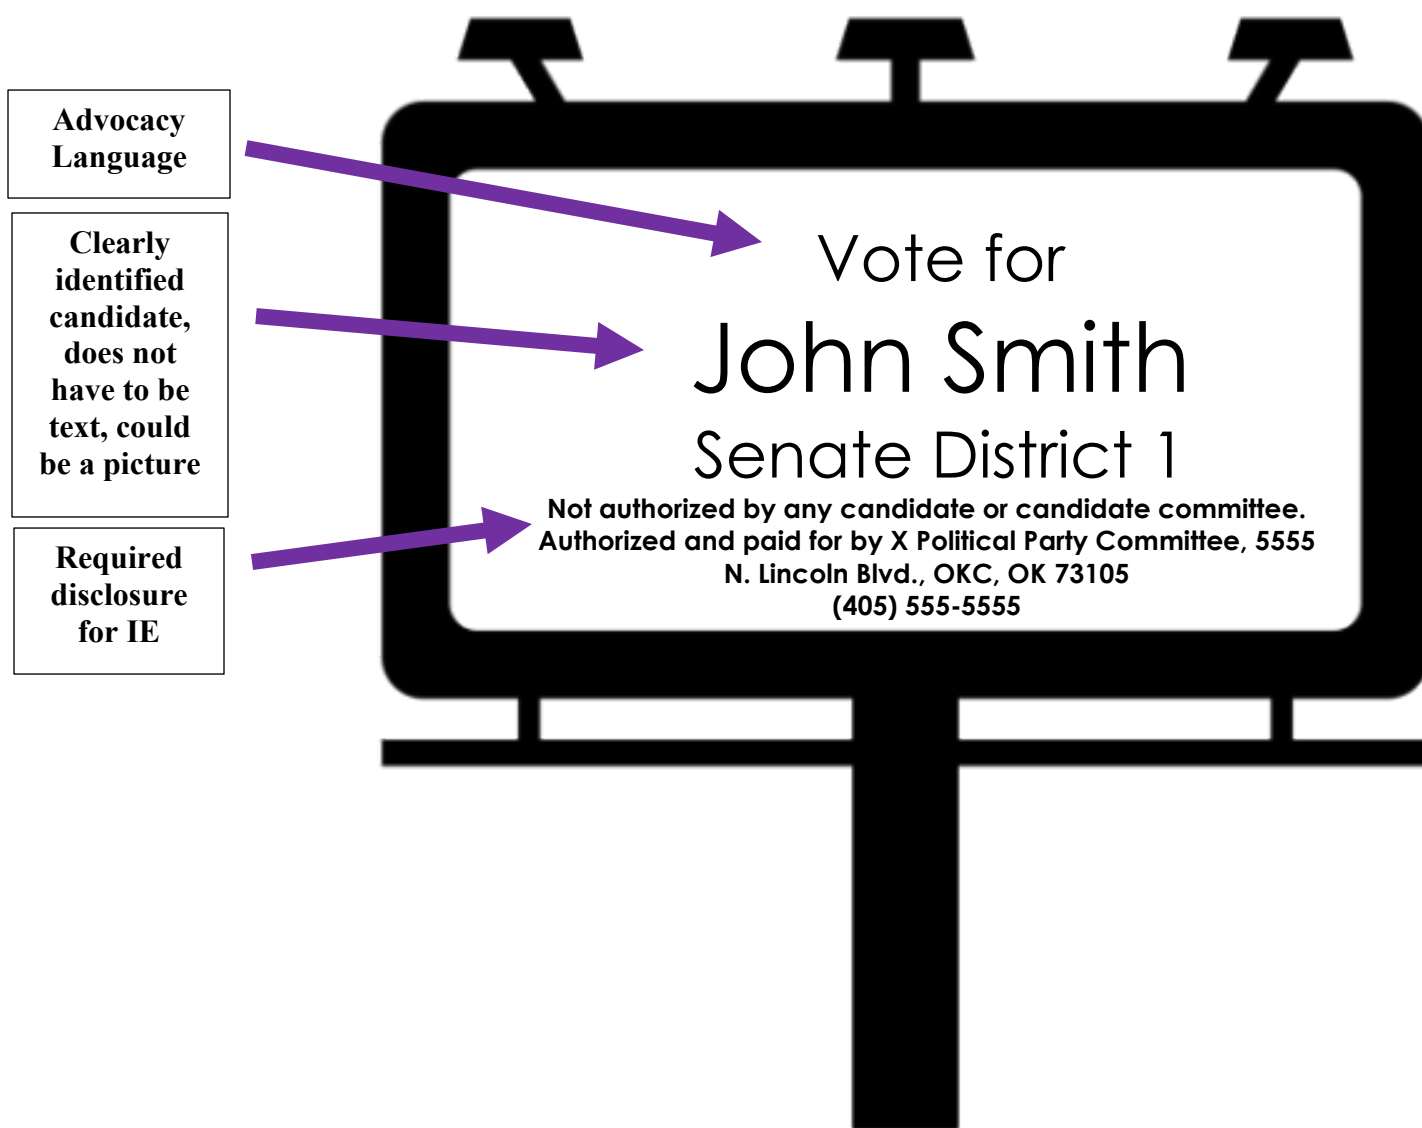 Advocacy
Language
Clearly
identified
candidate,
does not
have to be
text, could
be a picture
Required
disclosure
for IE
Vote for
John Smith
Senate District 1
Not authorized by any candidate or candidate committee.
Authorized and paid for by X Political Party Committee, 5555
N. Lincoln Blvd., OKC, OK 73105
(405) 555-5555